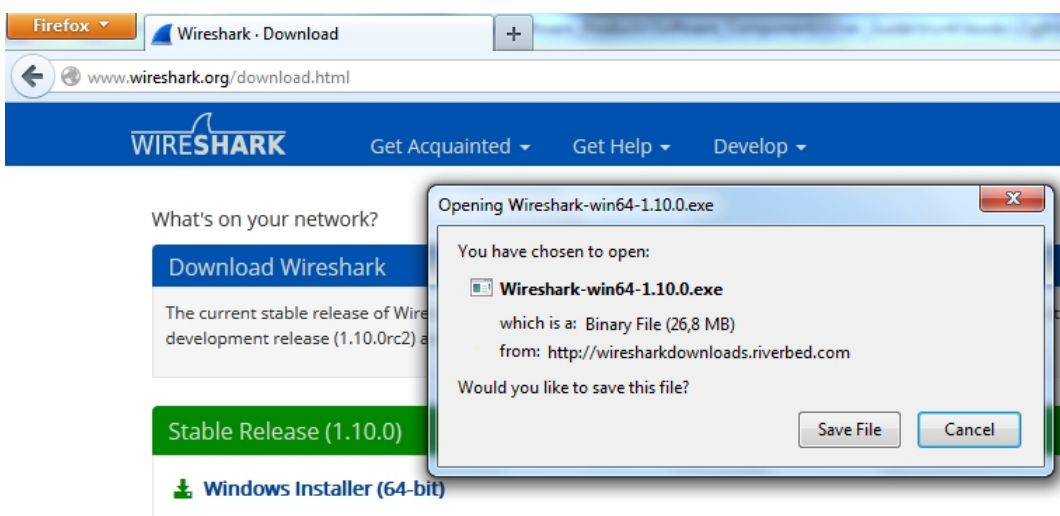 Firefox
Wireshark · Download
+
www.wireshark.org/download.html
WIRESHARK
Get Acquainted
Get Help
Develop
What's on your network?
Download Wireshark
The current stable release of Wire
development release (1.10.0rc2) a
Stable Release (1.10.0)
Windows Installer (64-bit)
Opening Wireshark-win64-1.10.0.exe
x
You have chosen to open:
Wireshark-win64-1.10.0.exe
which is a: Binary File (26,8 MB)
from: http://wiresharkdownloads.riverbed.com
Would you like to save this file?
Save File
Cancel